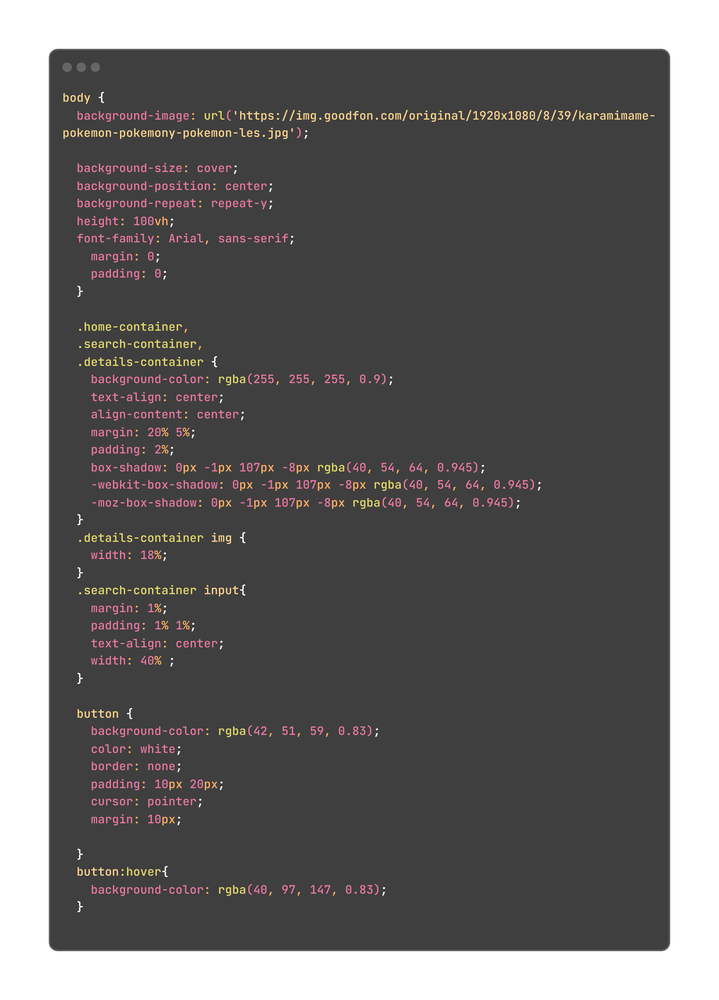 body {
  background-image: url('https://img.goodfon.com/original/1920x1080/8/39/karamimame-
pokemon-pokemony-pokemon-les.jpg');

  background-size: cover;
  background-position: center;
  background-repeat: repeat-y;
  height: 100vh;
  font-family: Arial, sans-serif;
    margin: 0;
    padding: 0;
  }

  .home-container,
  .search-container,
  .details-container {
    background-color: rgba(255, 255, 255, 0.9);
    text-align: center;
    align-content: center;
    margin: 20% 5%;
    padding: 2%;
    box-shadow: 0px -1px 107px -8px rgba(40, 54, 64, 0.945);
    -webkit-box-shadow: 0px -1px 107px -8px rgba(40, 54, 64, 0.945);
    -moz-box-shadow: 0px -1px 107px -8px rgba(40, 54, 64, 0.945);
  }
  .details-container img {
    width: 18%;
  }
  .search-container input{
    margin: 1%;
    padding: 1% 1%;
    text-align: center;
    width: 40% ;
  }

  button {
    background-color: rgba(42, 51, 59, 0.83);
    color: white;
    border: none;
    padding: 10px 20px;
    cursor: pointer;
    margin: 10px;

  }
  button:hover{
    background-color: rgba(40, 97, 147, 0.83);
  }